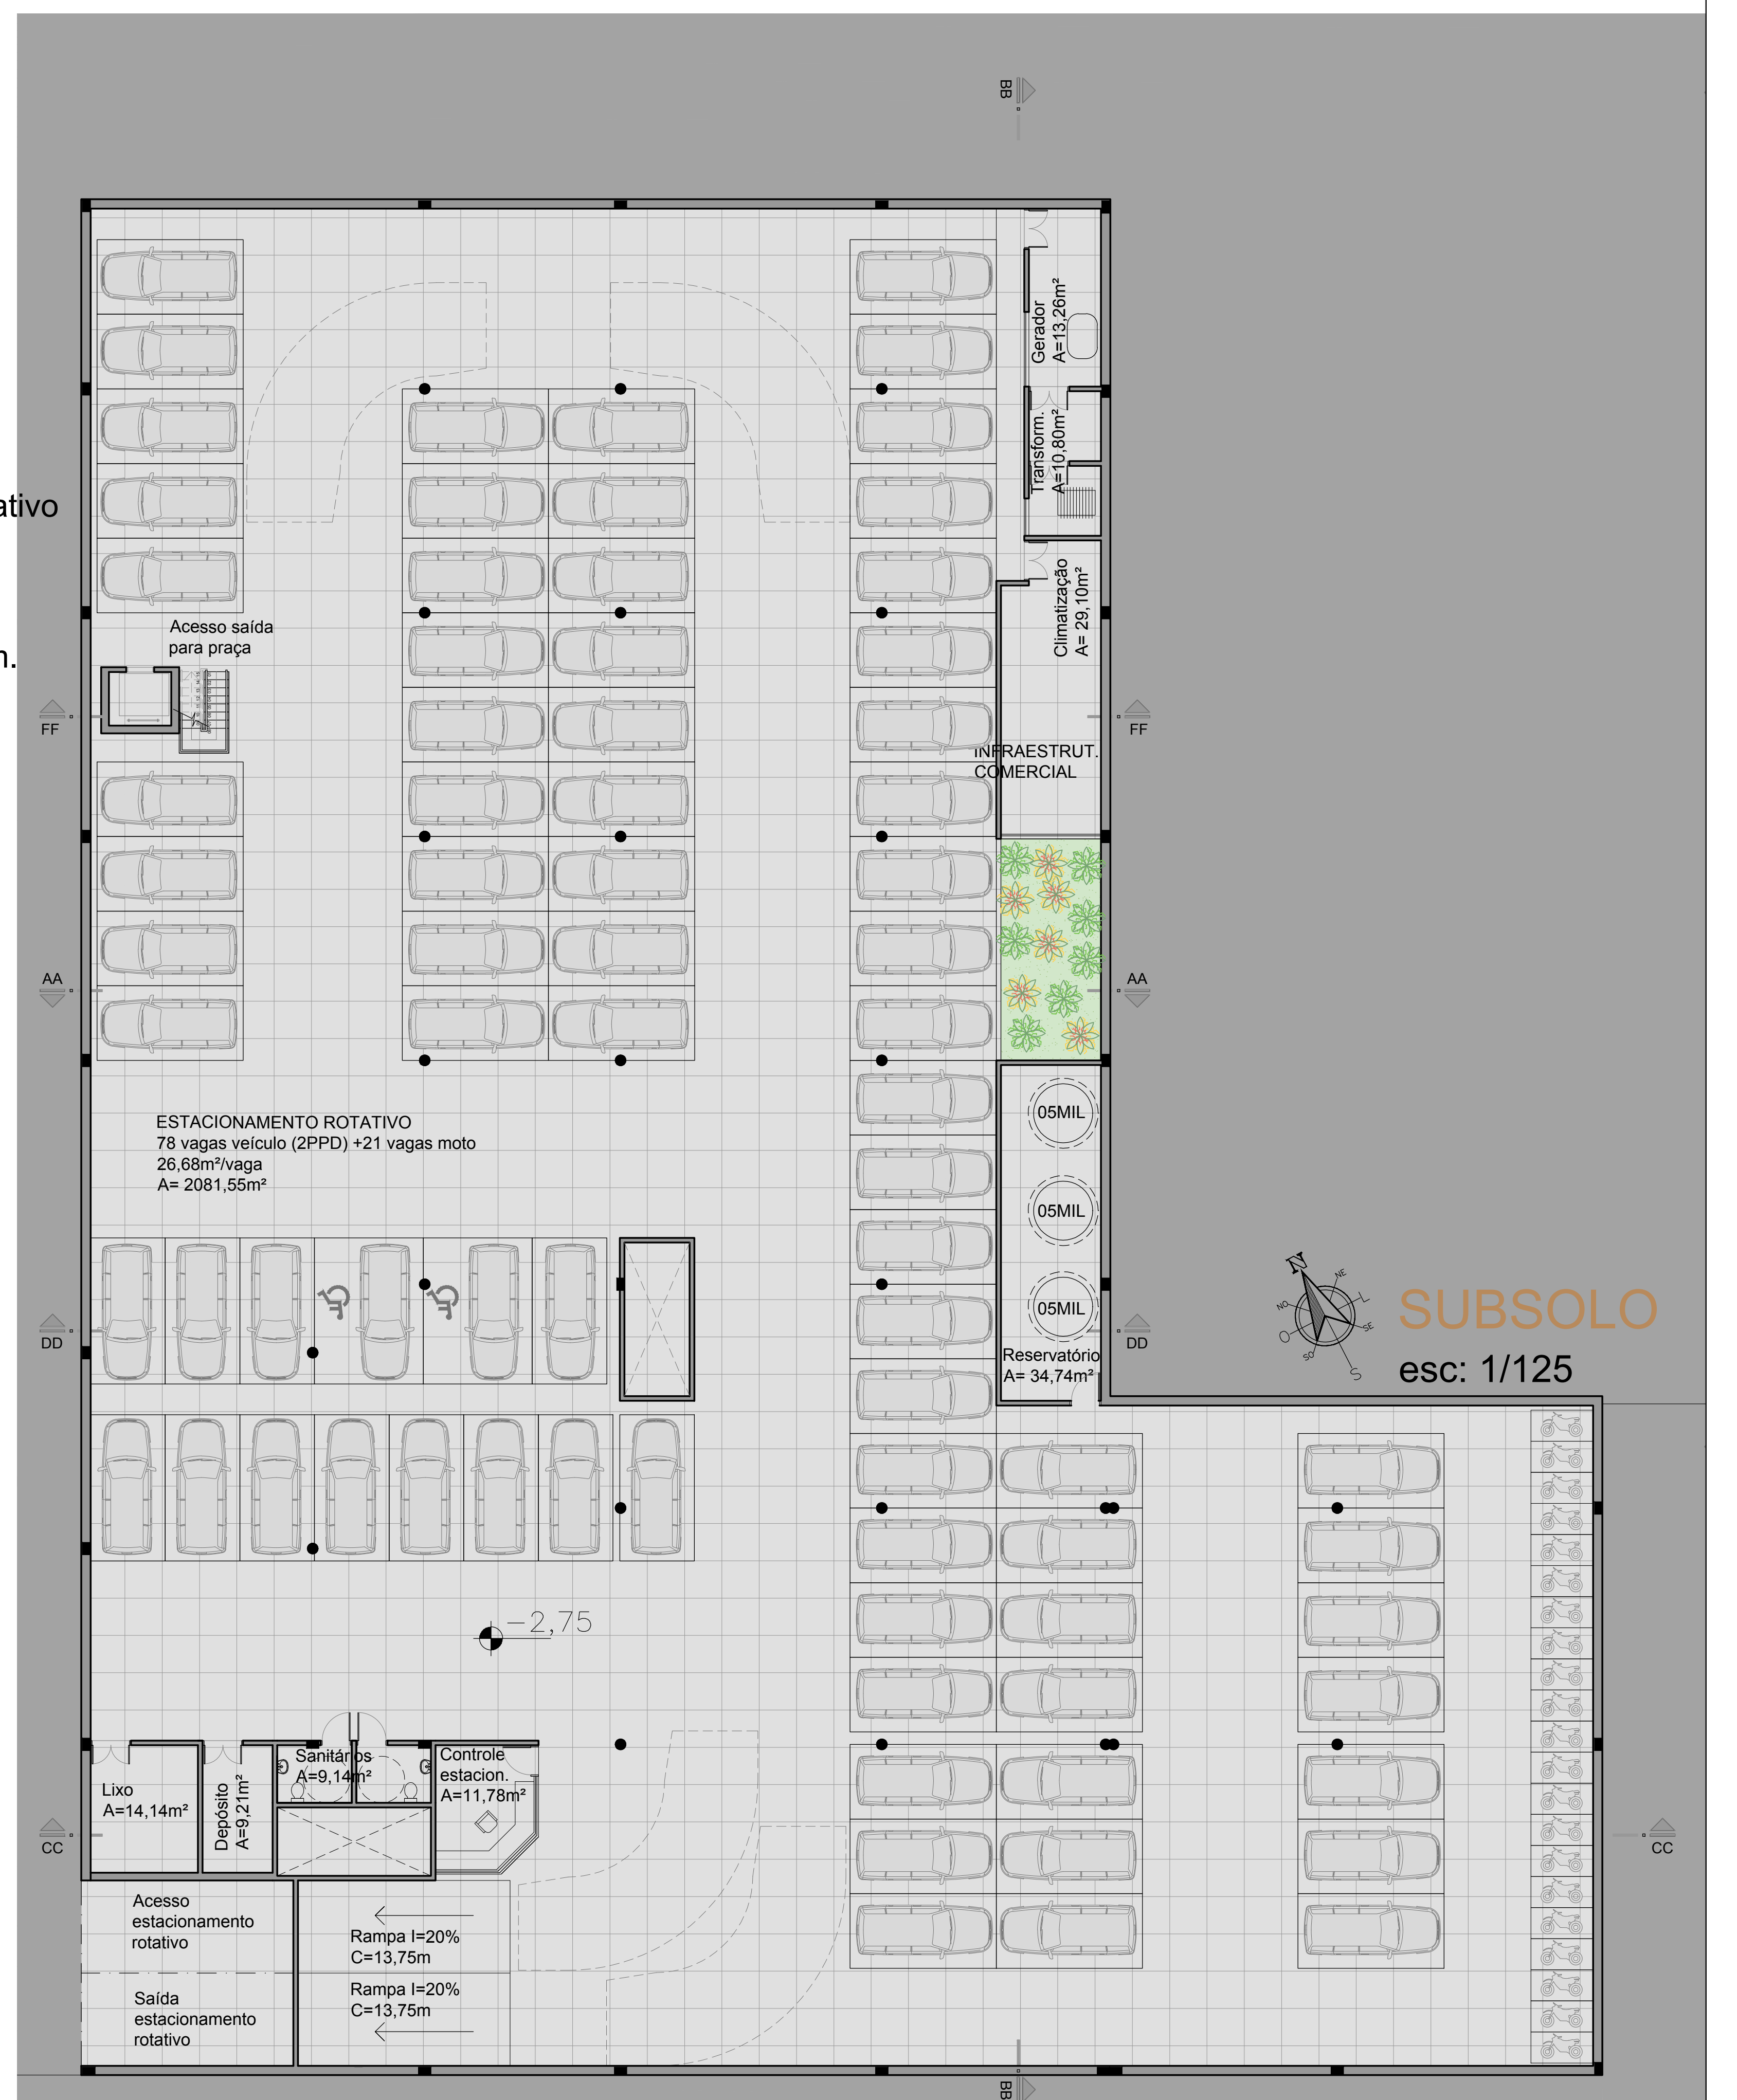 BB
Gerador
A=13,26m²
Transform.
A=10,80m²
ativo
Climatização
A= 29,10m²
Acesso saída
para praça
n.
FF
FF
INFRAESTRUT.
COMERCIAL
AA
AA
05MIL
ESTACIONAMENTO ROTATIVO
78 vagas veículo (2PPD) +21 vagas moto
26,68m²/vaga
A= 2081,55m²
05MIL
05MIL
N
NE
L
SE
S
SO
O
NO
SUBSOLO
esc: 1/125
DD
DD
Reservatório
A= 34,74m²
-2,75
Lixo
A=14,14m²
Depósito
A=9,21m²
Sanitários
A=9,14m²
Controle
estacion.
A=11,78m²
CC
CC
Acesso
estacionamento
rotativo
Rampa I=20%
C=13,75m
Rampa I=20%
C=13,75m
Saída
estacionamento
rotativo
BB